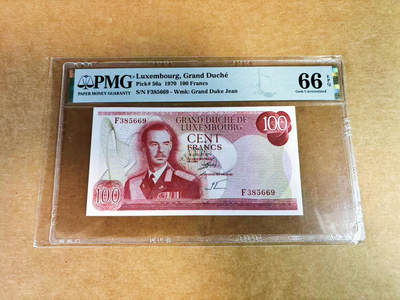 PMG
PAPER MONEY GUARANTY
Luxembourg, Grand Duché
Pick# 56a 1970 100 Francs
S/N F385669 - Wmk: Grand Duke Jean
66 EPQ
Gem Uncirculated
F385669
GRAND-DUCHÉ DE
LUXEMBOURG
100
CENT
FRANCS
100
F385669